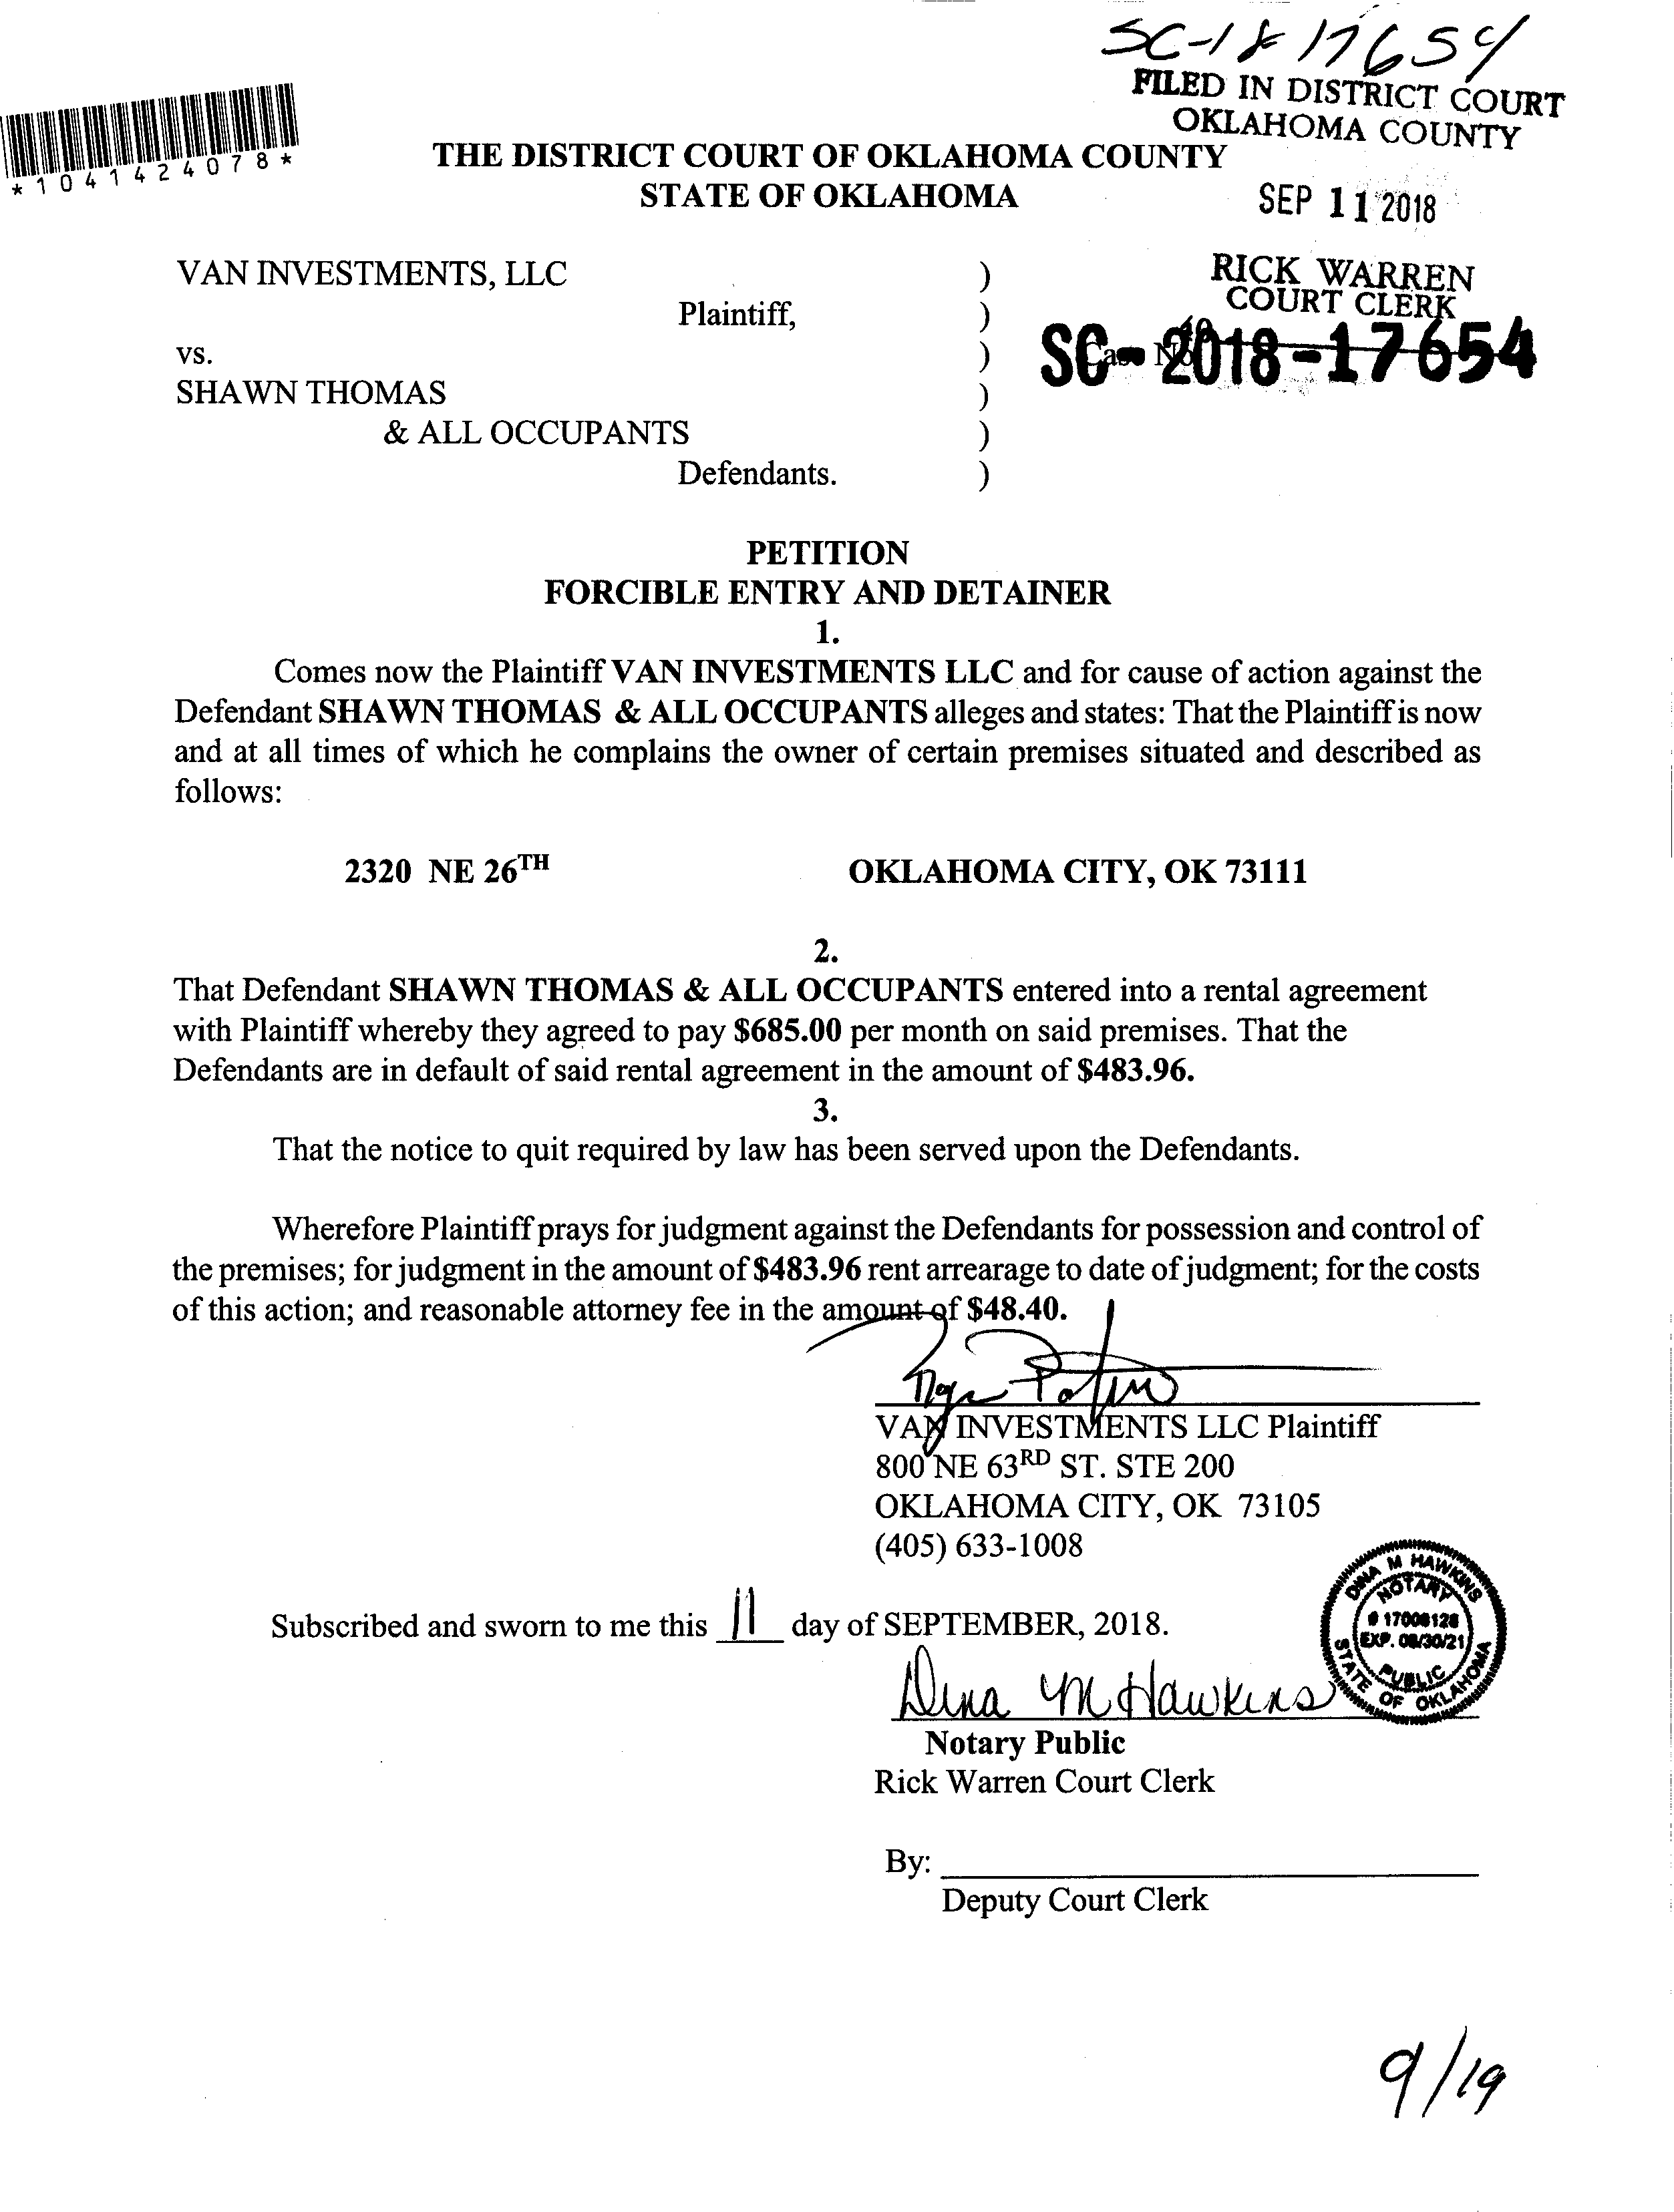 SC-18 17654
FILED IN DISTRICT COURT
OKLAHOMA COUNTY
*1041424078*
THE DISTRICT COURT OF OKLAHOMA COUNTY
STATE OF OKLAHOMA
SEP 11 2018
RICK WARREN
COURT CLERK
VAN INVESTMENTS, LLC )
Plaintiff, )
SC-2018-17654
vs. )
SHAWN THOMAS )
& ALL OCCUPANTS )
Defendants. )
PETITION
FORCIBLE ENTRY AND DETAINER
1.
Comes now the Plaintiff VAN INVESTMENTS LLC and for cause of action against the
Defendant SHAWN THOMAS & ALL OCCUPANTS alleges and states: That the Plaintiff is now
and at all times of which he complains the owner of certain premises situated and described as
follows:
2320 NE 26TH OKLAHOMA CITY, OK 73111
2.
That Defendant SHAWN THOMAS & ALL OCCUPANTS entered into a rental agreement
with Plaintiff whereby they agreed to pay $685.00 per month on said premises. That the
Defendants are in default of said rental agreement in the amount of $483.96.
3.
That the notice to quit required by law has been served upon the Defendants.
Wherefore Plaintiff prays for judgment against the Defendants for possession and control of
the premises; for judgment in the amount of $483.96 rent arrearage to date of judgment; for the costs
of this action; and reasonable attorney fee in the amount of $48.40.
VAN INVESTMENTS LLC Plaintiff
800 NE 63RD ST. STE 200
OKLAHOMA CITY, OK 73105
(405) 633-1008
Subscribed and sworn to me this 11 day of SEPTEMBER, 2018.
DINA M HAWKINS
NOTARY
# 17008128
EXP. 08/30/21
PUBLIC
STATE OF OKLAHOMA
Dina M Hawkins
Notary Public
Rick Warren Court Clerk
By:
Deputy Court Clerk
9/19